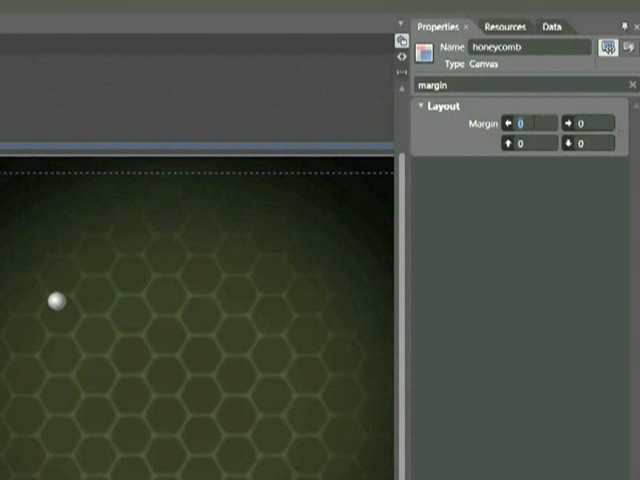 Properties × Resources Data
Name honeycomb
Type Canvas
margin
Layout
Margin 0 0
0 0